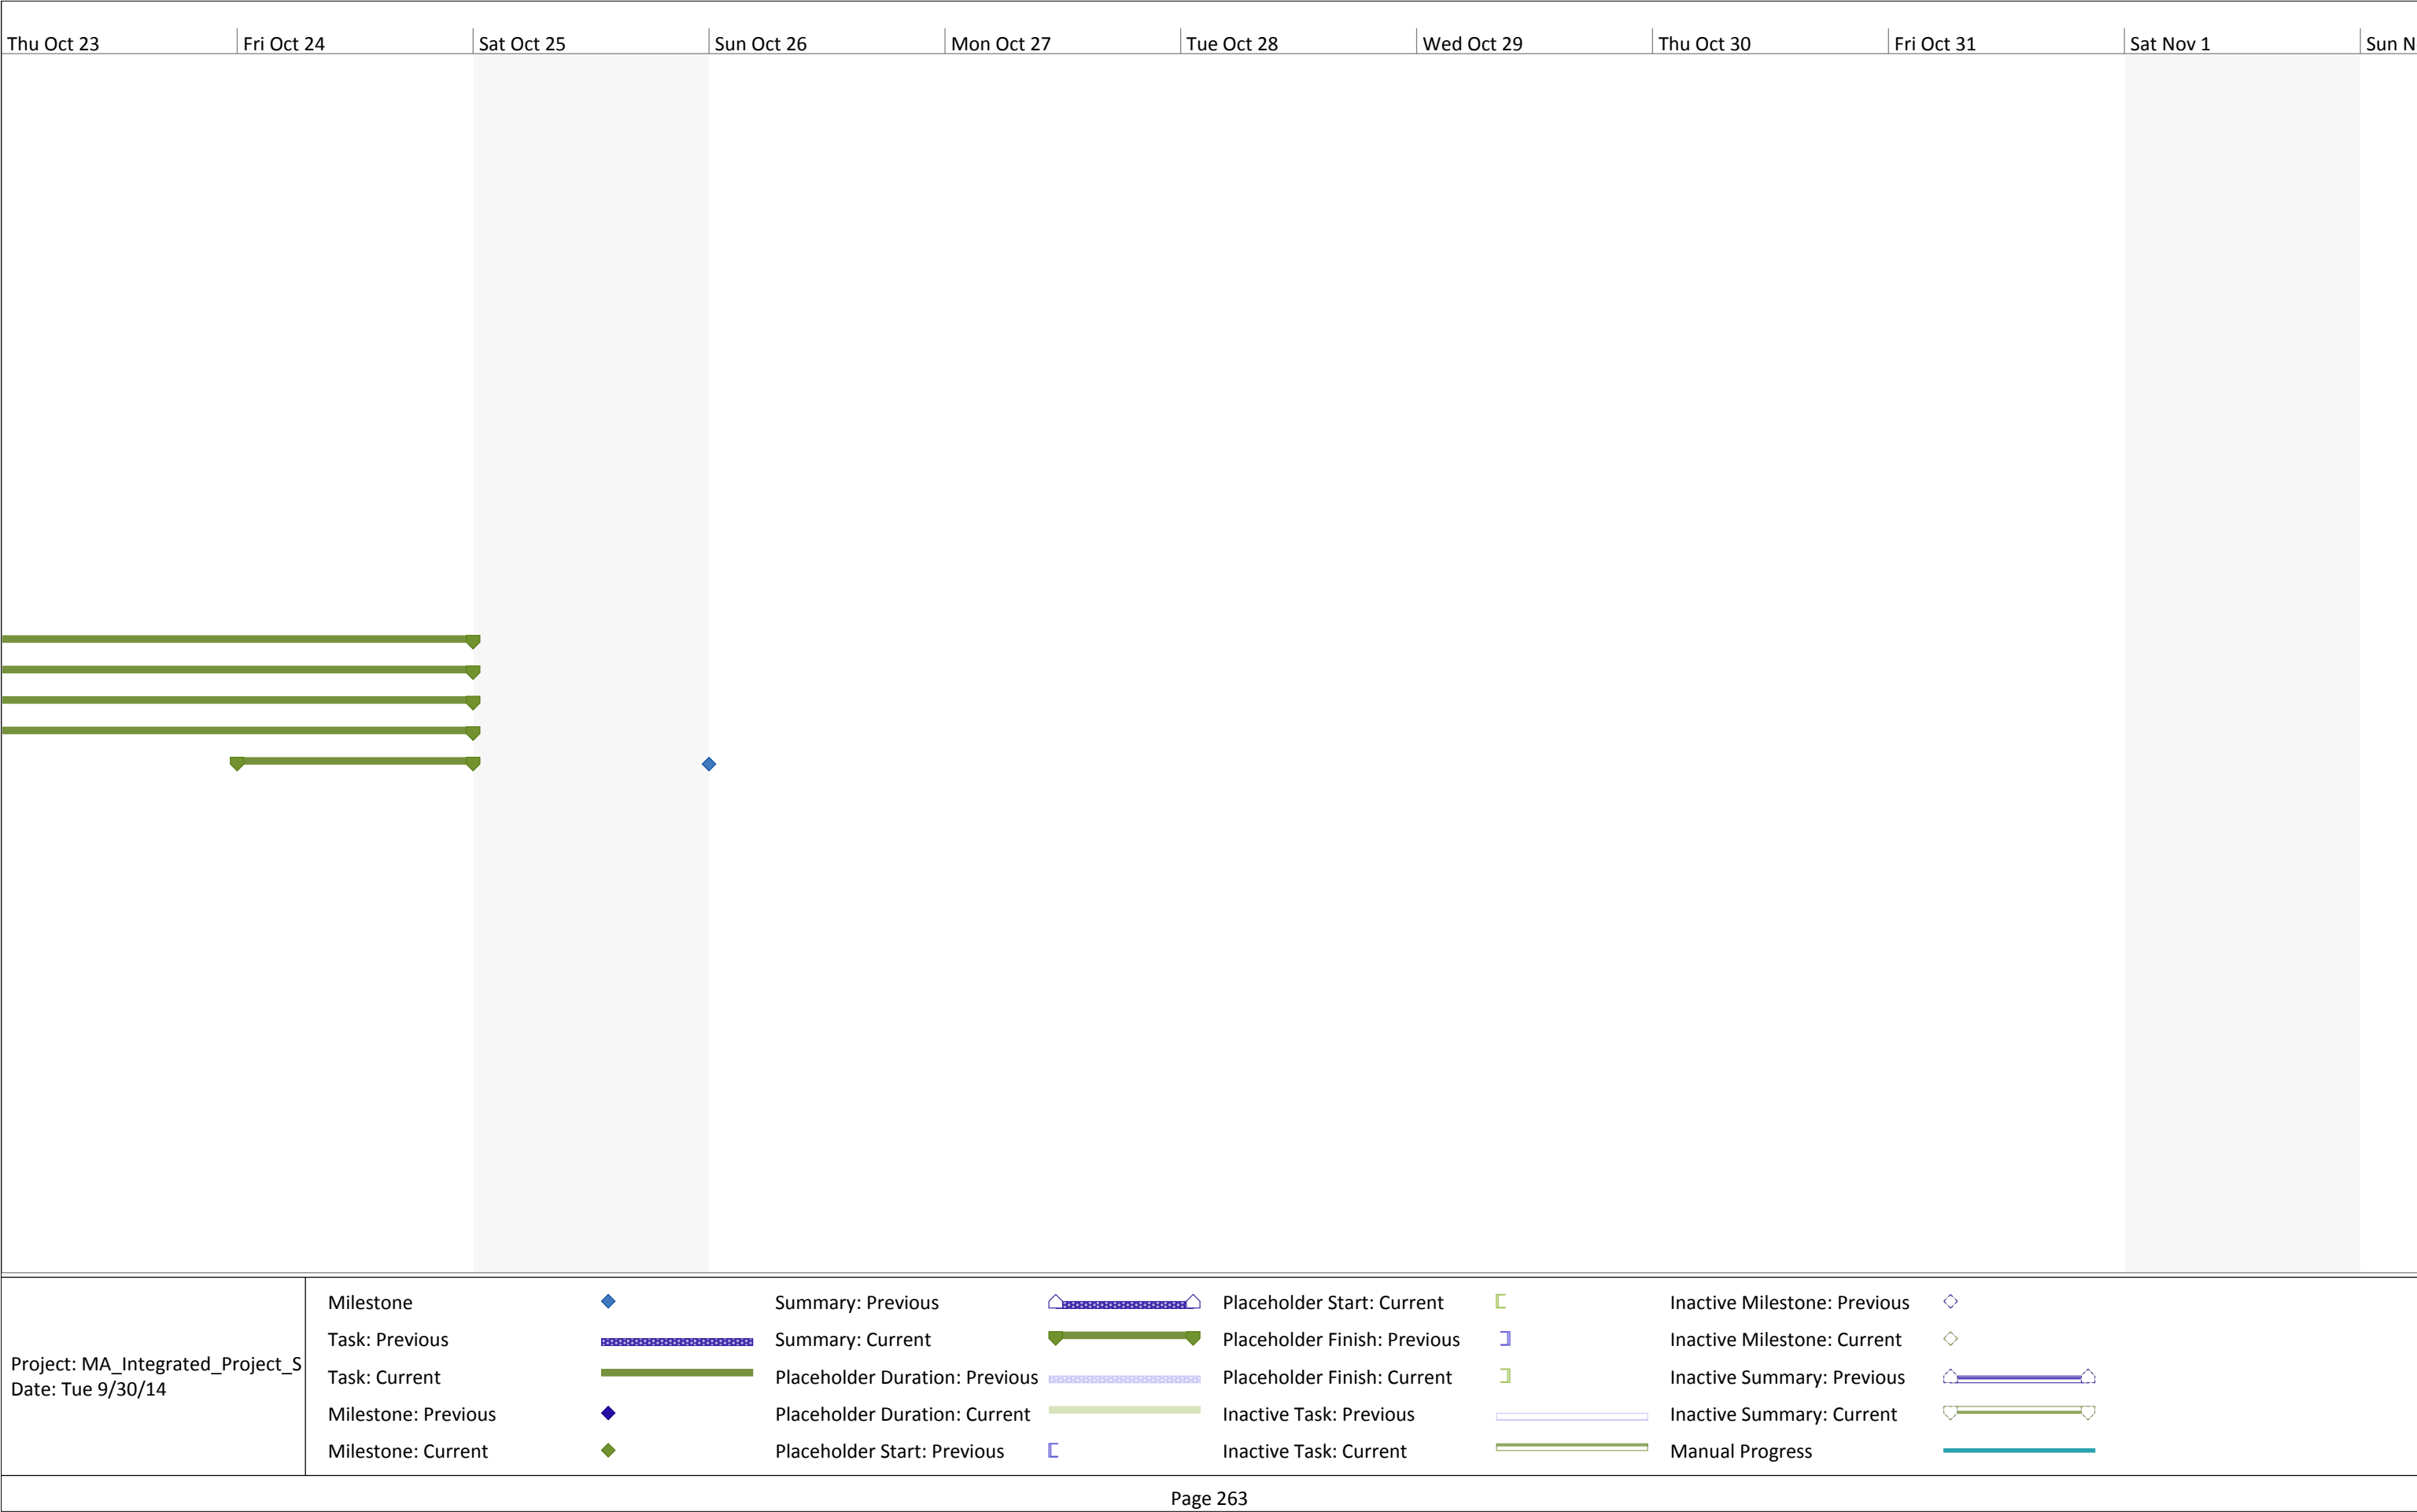 Thu Oct 23 Fri Oct 24 Sat Oct 25 Sun Oct 26 Mon Oct 27 Tue Oct 28 Wed Oct 29 Thu Oct 30 Fri Oct 31 Sat Nov 1 Sun N
Project: MA_Integrated_Project_S
Date: Tue 9/30/14
Milestone
Task: Previous
Task: Current
Milestone: Previous
Milestone: Current
Summary: Previous
Summary: Current
Placeholder Duration: Previous
Placeholder Duration: Current
Placeholder Start: Previous
Placeholder Start: Current
Placeholder Finish: Previous
Placeholder Finish: Current
Inactive Task: Previous
Inactive Task: Current
Inactive Milestone: Previous
Inactive Milestone: Current
Inactive Summary: Previous
Inactive Summary: Current
Manual Progress
Page 263